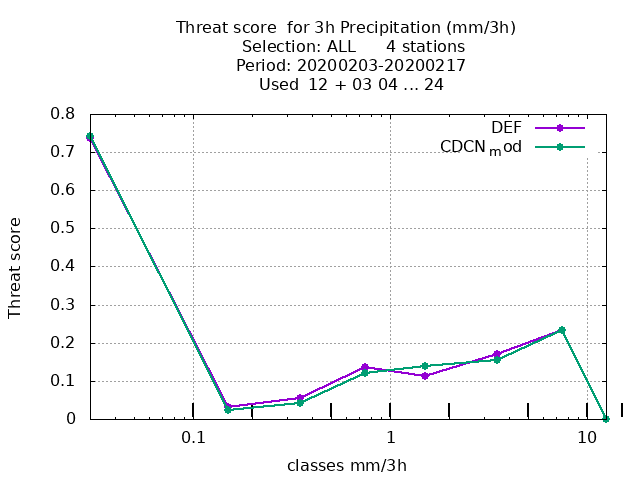 Threat score  for 3h Precipitation (mm/3h)
Selection: ALL      4 stations
Period: 20200203-20200217
Used  12 + 03 04 ... 24
DEF
CDCNmod
0.8
0.7
0.6
0.5
0.4
0.3
0.2
0.1
0
Threat score
0.1 1 10
classes mm/3h